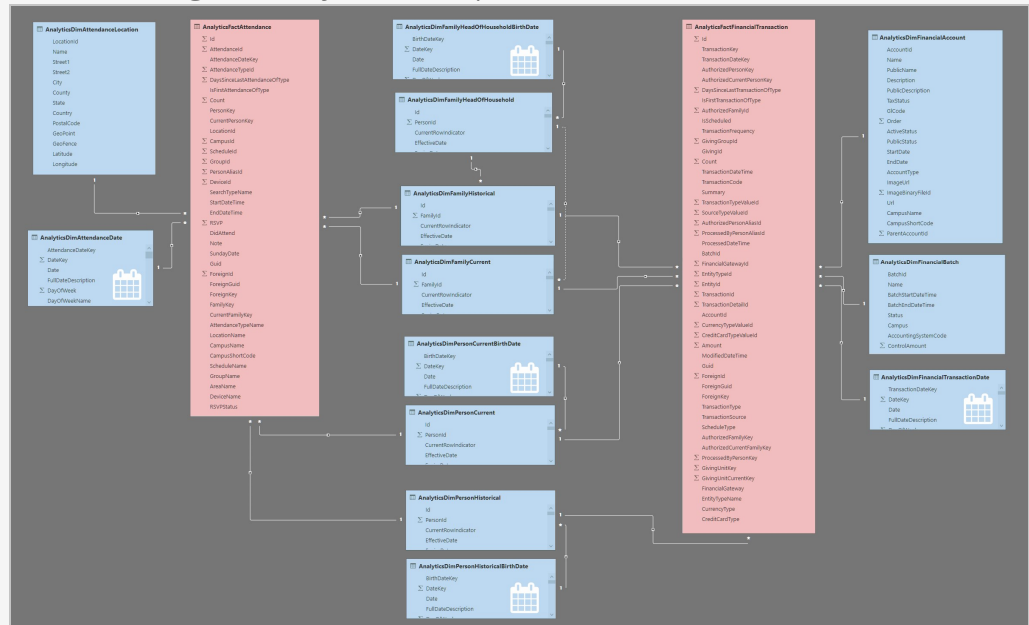 AnalyticsDimAttendanceLocation
LocationId
Name
Street1
Street2
City
County
State
Country
PostalCode
GeoPoint
GeoFence
Latitude
Longitude
AnalyticsDimAttendanceDate
AttendanceDateKey
DateKey
Date
FullDateDescription
DayOfWeek
DayOfWeekName
AnalyticsFactAttendance
Id
AttendanceId
AttendanceDateKey
AttendanceTypeId
DaysSinceLastAttendanceOfType
IsFirstAttendanceOfType
Count
PersonKey
CurrentPersonKey
LocationId
CampusId
ScheduleId
GroupId
PersonAliasId
DeviceId
SearchTypeName
StartDateTime
EndDateTime
RSVP
DidAttend
Note
SundayDate
Guid
ForeignId
ForeignGuid
ForeignKey
FamilyKey
CurrentFamilyKey
AttendanceTypeName
LocationName
CampusName
CampusShortCode
ScheduleName
GroupName
AreaName
DeviceName
RSVPStatus
AnalyticsDimFamilyHeadOfHouseholdBirthDate
BirthDateKey
DateKey
Date
FullDateDescription
AnalyticsDimFamilyHeadOfHousehold
Id
PersonId
CurrentRowIndicator
EffectiveDate
AnalyticsDimFamilyHistorical
Id
FamilyId
CurrentRowIndicator
EffectiveDate
AnalyticsDimFamilyCurrent
Id
FamilyId
CurrentRowIndicator
EffectiveDate
AnalyticsDimPersonCurrentBirthDate
BirthDateKey
DateKey
Date
FullDateDescription
AnalyticsDimPersonCurrent
Id
PersonId
CurrentRowIndicator
EffectiveDate
AnalyticsDimPersonHistorical
Id
PersonId
CurrentRowIndicator
EffectiveDate
AnalyticsDimPersonHistoricalBirthDate
BirthDateKey
DateKey
Date
FullDateDescription
AnalyticsFactFinancialTransaction
Id
TransactionKey
TransactionDateKey
AuthorizedPersonKey
AuthorizedCurrentPersonKey
DaysSinceLastTransactionOfType
IsFirstTransactionOfType
AuthorizedFamilyId
IsScheduled
TransactionFrequency
GivingGroupId
GivingId
Count
TransactionDateTime
TransactionCode
Summary
TransactionTypeValueId
SourceTypeValueId
AuthorizedPersonAliasId
ProcessedByPersonAliasId
ProcessedDateTime
BatchId
FinancialGatewayId
EntityTypeId
EntityId
TransactionId
TransactionDetailId
AccountId
CurrencyTypeValueId
CreditCardTypeValueId
Amount
ModifiedDateTime
Guid
ForeignId
ForeignGuid
ForeignKey
TransactionType
TransactionSource
ScheduleType
AuthorizedFamilyKey
AuthorizedCurrentFamilyKey
ProcessedByPersonKey
GivingUnitKey
GivingUnitCurrentKey
FinancialGateway
EntityTypeName
CurrencyType
CreditCardType
AnalyticsDimFinancialAccount
AccountId
Name
PublicName
Description
PublicDescription
TaxStatus
GlCode
Order
ActiveStatus
PublicStatus
StartDate
EndDate
AccountType
ImageUrl
ImageBinaryFileId
Url
CampusName
CampusShortCode
ParentAccountId
AnalyticsDimFinancialBatch
BatchId
Name
BatchStartDateTime
BatchEndDateTime
Status
Campus
AccountingSystemCode
ControlAmount
AnalyticsDimFinancialTransactionDate
TransactionDateKey
DateKey
Date
FullDateDescription